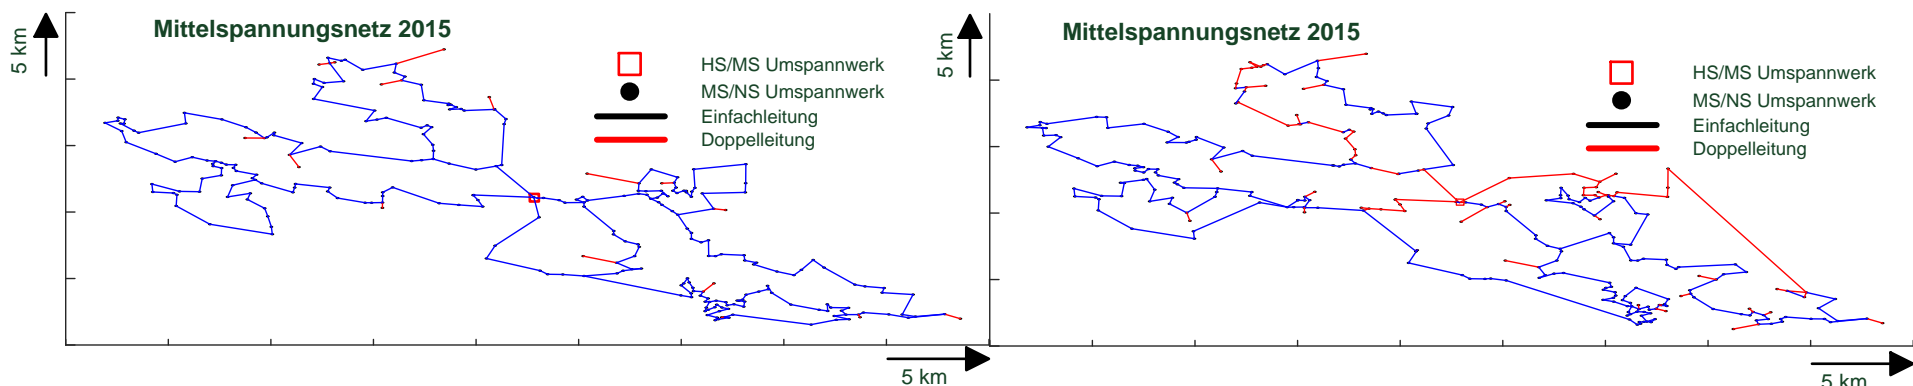 Mittelspannungsnetz 2015
5 km
HS/MS Umspannwerk
MS/NS Umspannwerk
Einfachleitung
Doppelleitung
5 km
Mittelspannungsnetz 2015
5 km
HS/MS Umspannwerk
MS/NS Umspannwerk
Einfachleitung
Doppelleitung
5 km